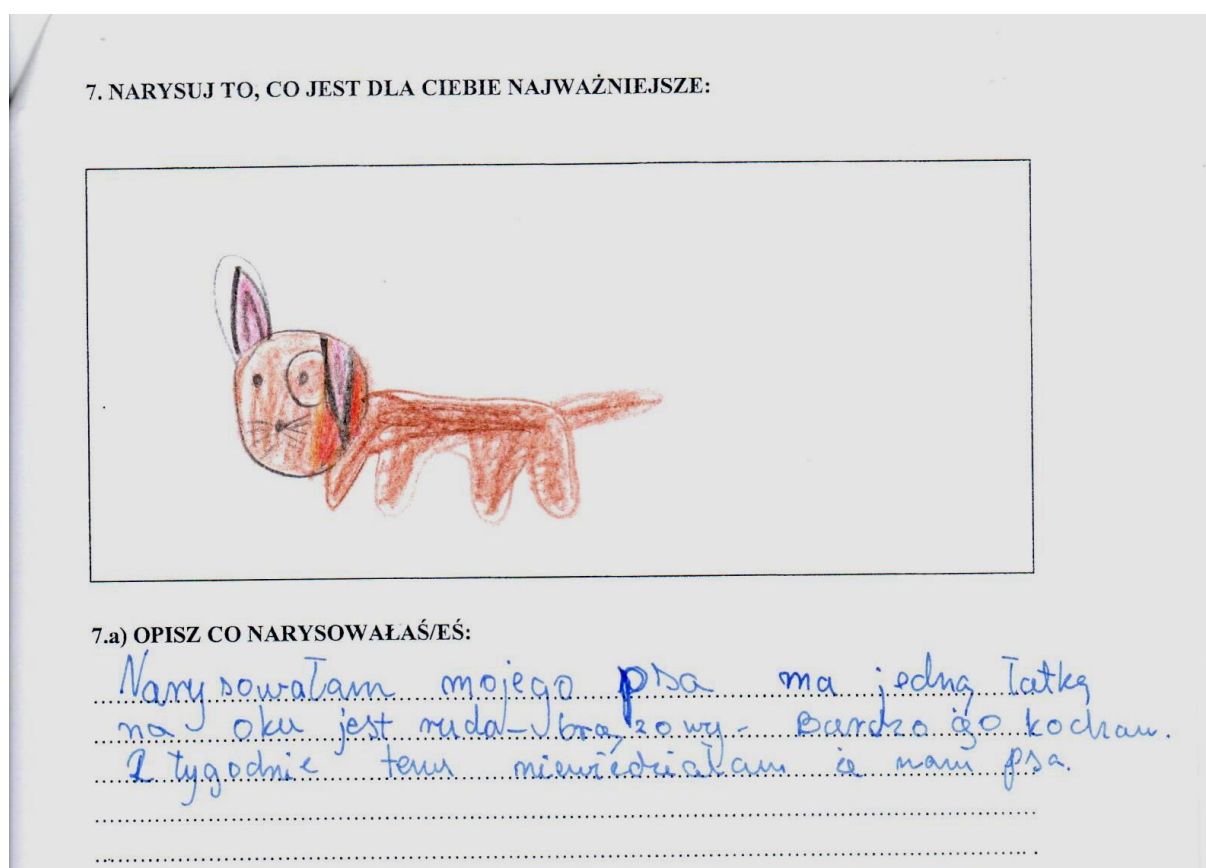 7. NARYSUJ TO, CO JEST DLA CIEBIE NAJWAŻNIEJSZE:
7.a) OPISZ CO NARYSOWAŁAŚ/EŚ:
Narysowałam mojego psa ma jedną łatkę
na oku jest rudo-brązowy - Bardzo go kocham.
2 tygodnie temu niewiedziałam że mam psa.